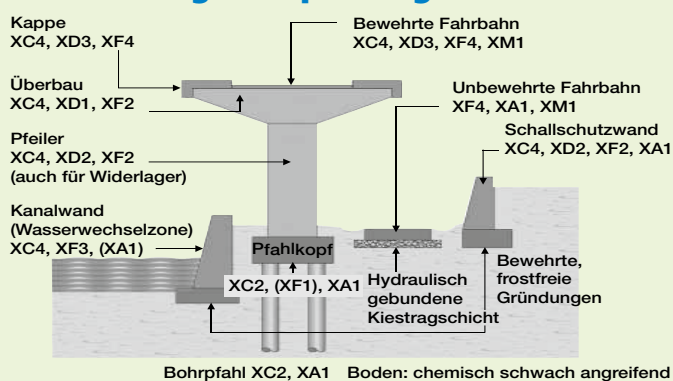 Kappe
XC4, XD3, XF4
Bewehrte Fahrbahn
XC4, XD3, XF4, XM1
Überbau
XC4, XD1, XF2
Unbewehrte Fahrbahn
XF4, XA1, XM1
Schallschutzwand
XC4, XD2, XF2, XA1
Pfeiler
XC4, XD2, XF2
(auch für Widerlager)
Kanalwand
(Wasserwechselzone)
XC4, XF3, (XA1)
Pfahlkopf
XC2, (XF1), XA1
Hydraulisch
gebundene
Kiestragschicht
Bewehrte,
frostfreie
Gründungen
Bohrpfahl XC2, XA1
Boden: chemisch schwach angreifend